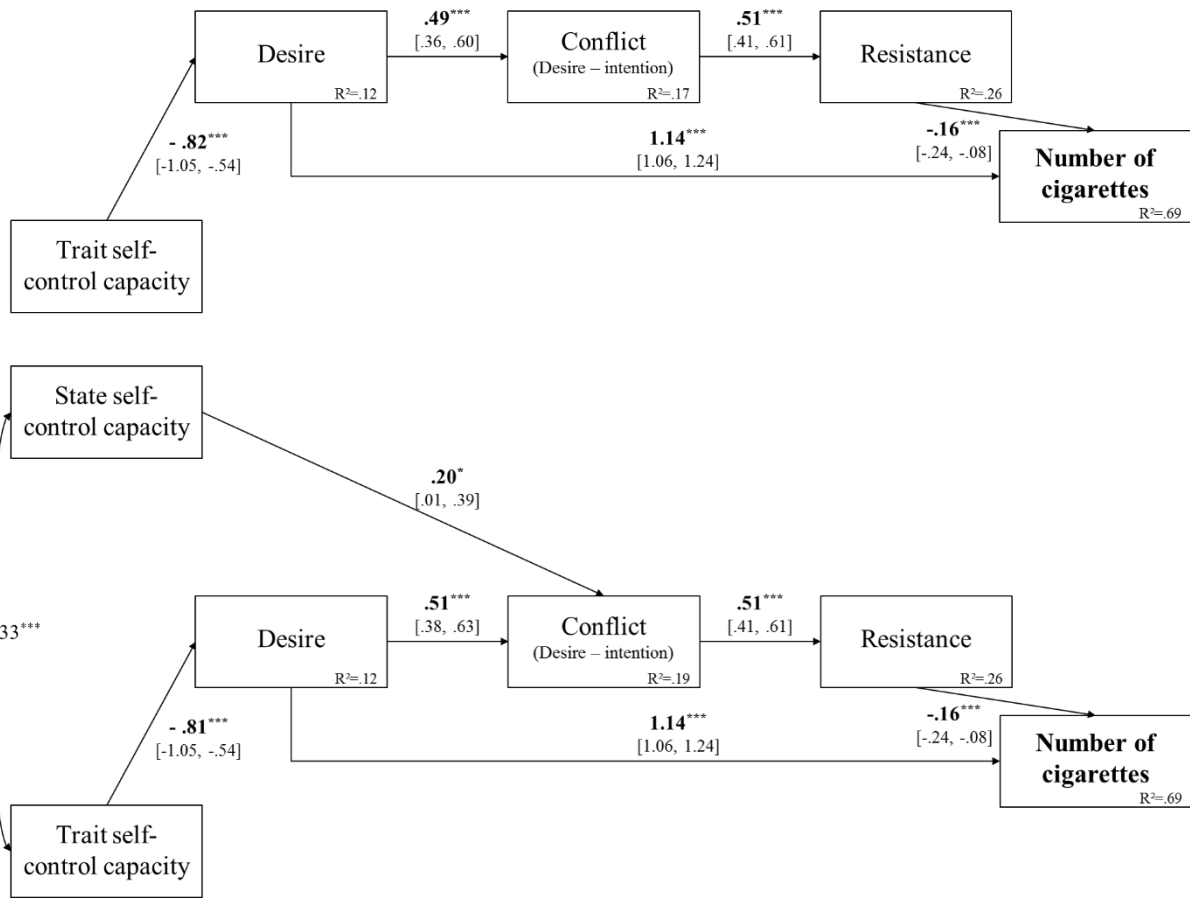 .49***
[.36, .60]
.51***
[.41, .61]
Desire
R²=.12
Conflict
(Desire – intention)
R²=.17
Resistance
R²=.26
- .82***
[-1.05, -.54]
1.14***
[1.06, 1.24]
-.16***
[-.24, -.08]
Number of
cigarettes
R²=.69
Trait self-
control capacity
State self-
control capacity
.20*
[.01, .39]
33***
.51***
[.38, .63]
.51***
[.41, .61]
Desire
R²=.12
Conflict
(Desire – intention)
R²=.19
Resistance
R²=.26
- .81***
[-1.05, -.54]
1.14***
[1.06, 1.24]
-.16***
[-.24, -.08]
Number of
cigarettes
R²=.69
Trait self-
control capacity